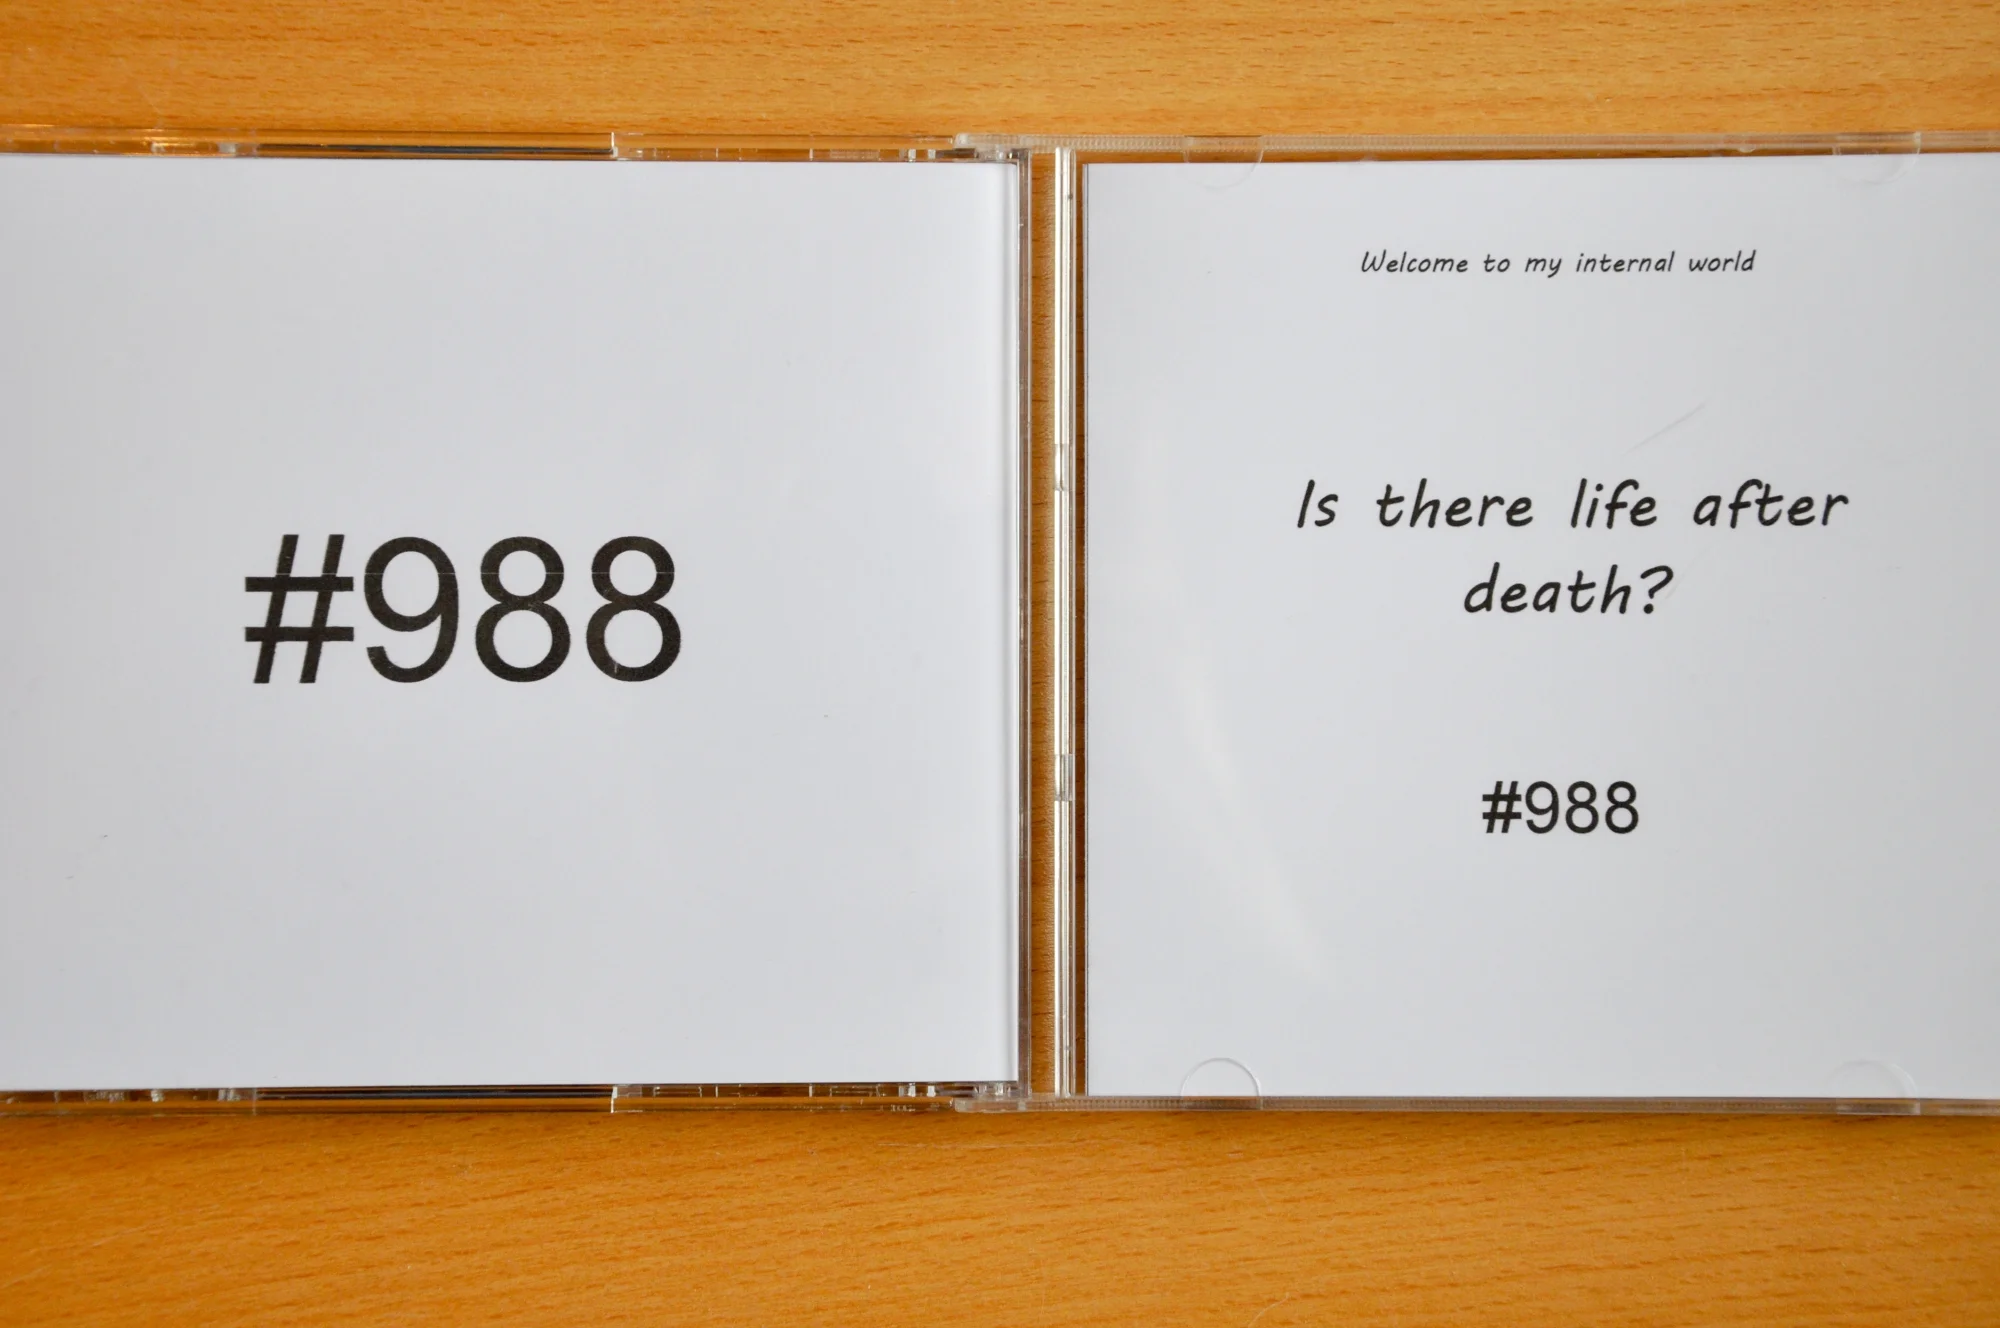 #988
Welcome to my internal world
Is there life after
death?
#988